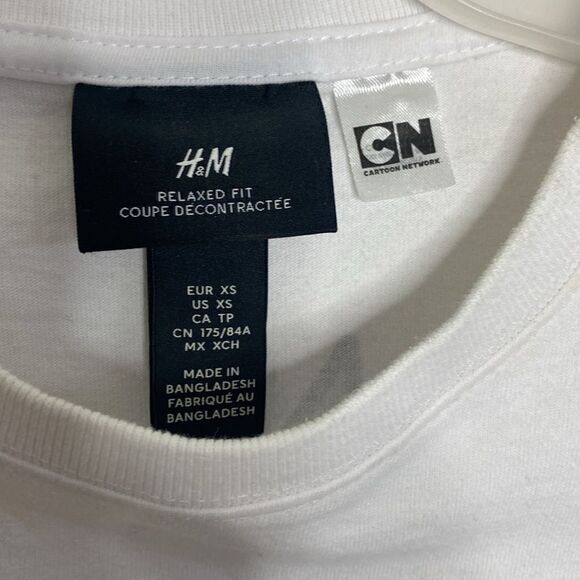 H&M
RELAXED FIT
COUPE DÉCONTRACTÉE
CN
CARTOON NETWORK
EUR XS
US XS
CA TP
CN 175/84A
MX XCH
MADE IN
BANGLADESH
FABRIQUÉ AU
BANGLADESH